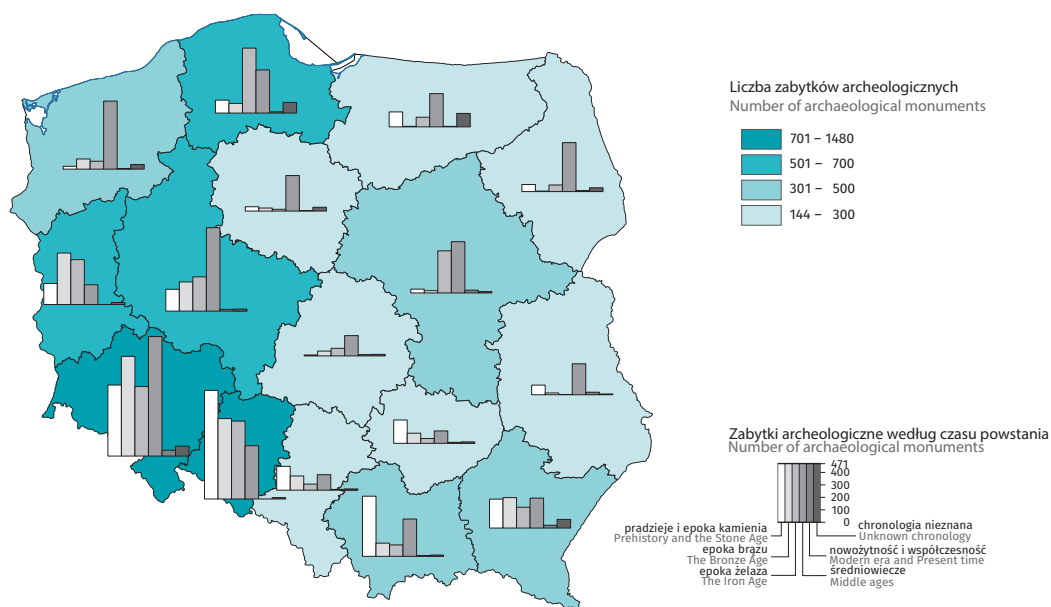 Liczba zabytków archeologicznych
Number of archaeological monuments
701 – 1480
501 – 700
301 – 500
144 – 300
Zabytki archeologiczne według czasu powstania
Number of archaeological monuments
471
400
300
200
100
0
pradzieje i epoka kamienia
Prehistory and the Stone Age
epoka brązu
The Bronze Age
epoka żelaza
The Iron Age
chronologia nieznana
Unknown chronology
nowożytność i współczesność
Modern era and Present time
średniowiecze
Middle ages